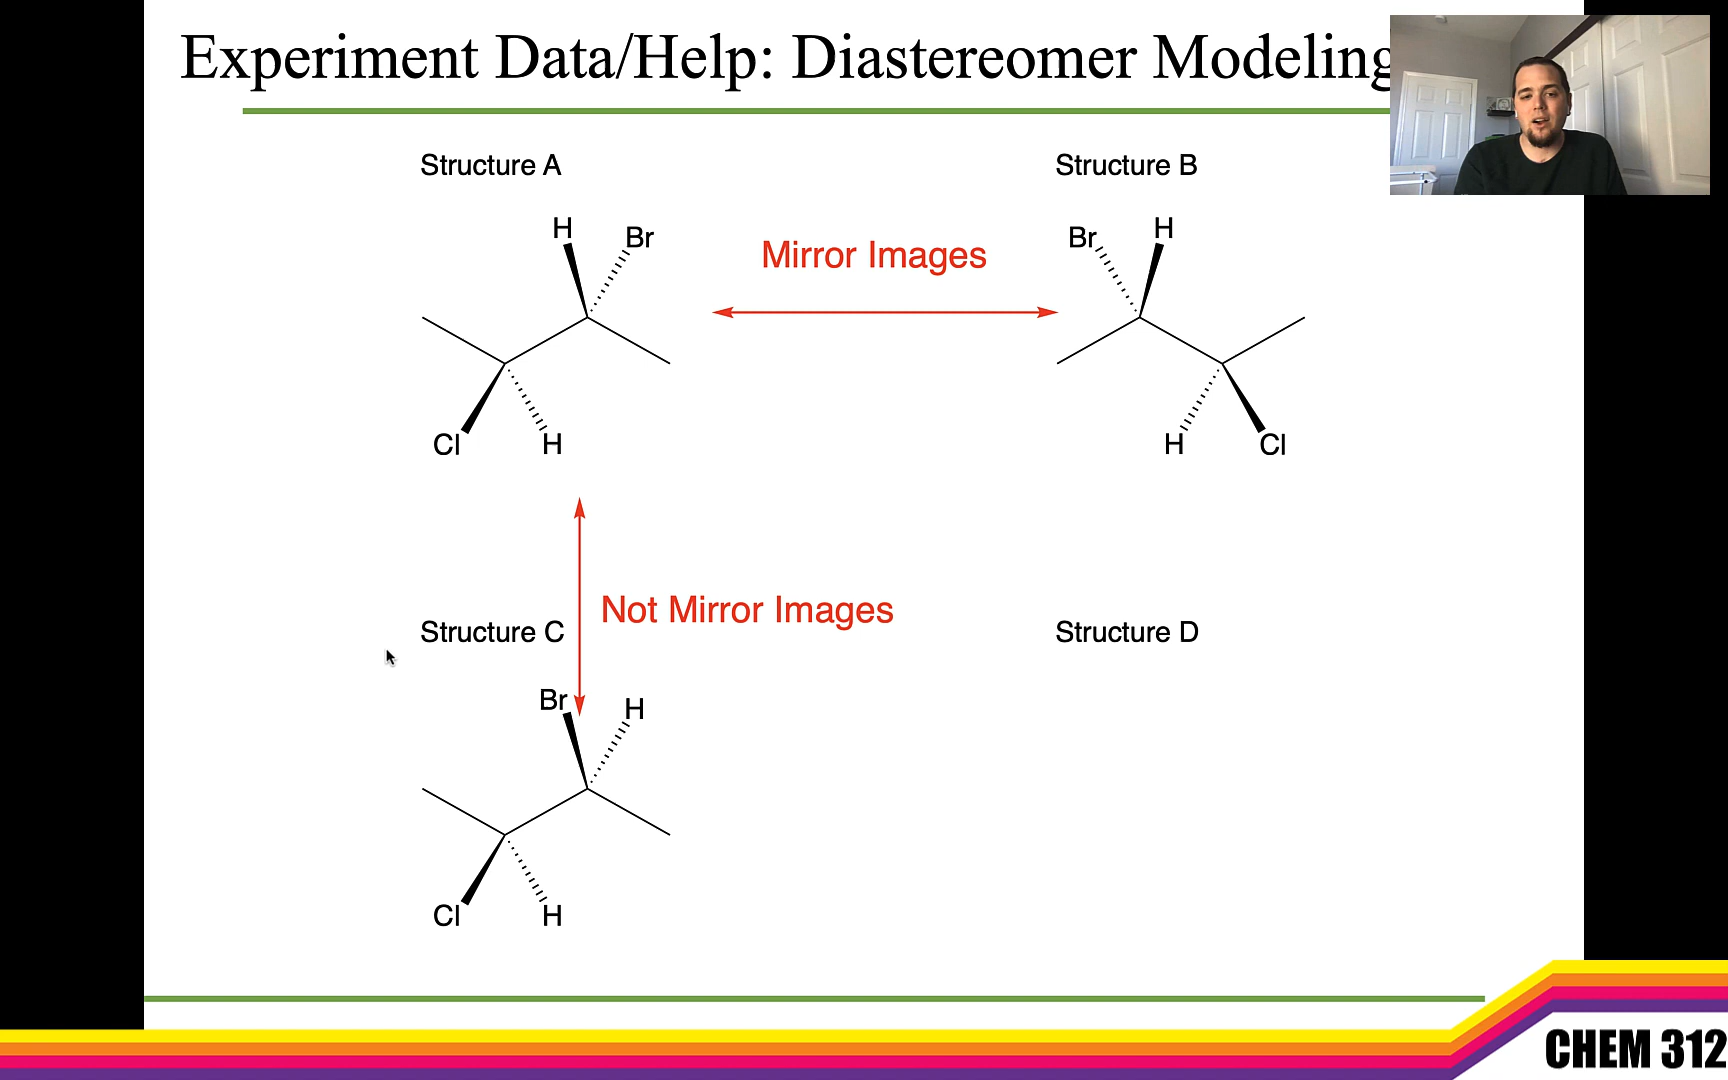 Experiment Data/Help: Diastereomer Modeling
Structure A
Structure B
H
Br
Mirror Images
Br
H
Cl
H
H
Cl
Not Mirror Images
Structure C
Structure D
Br
H
Cl
H
CHEM 312